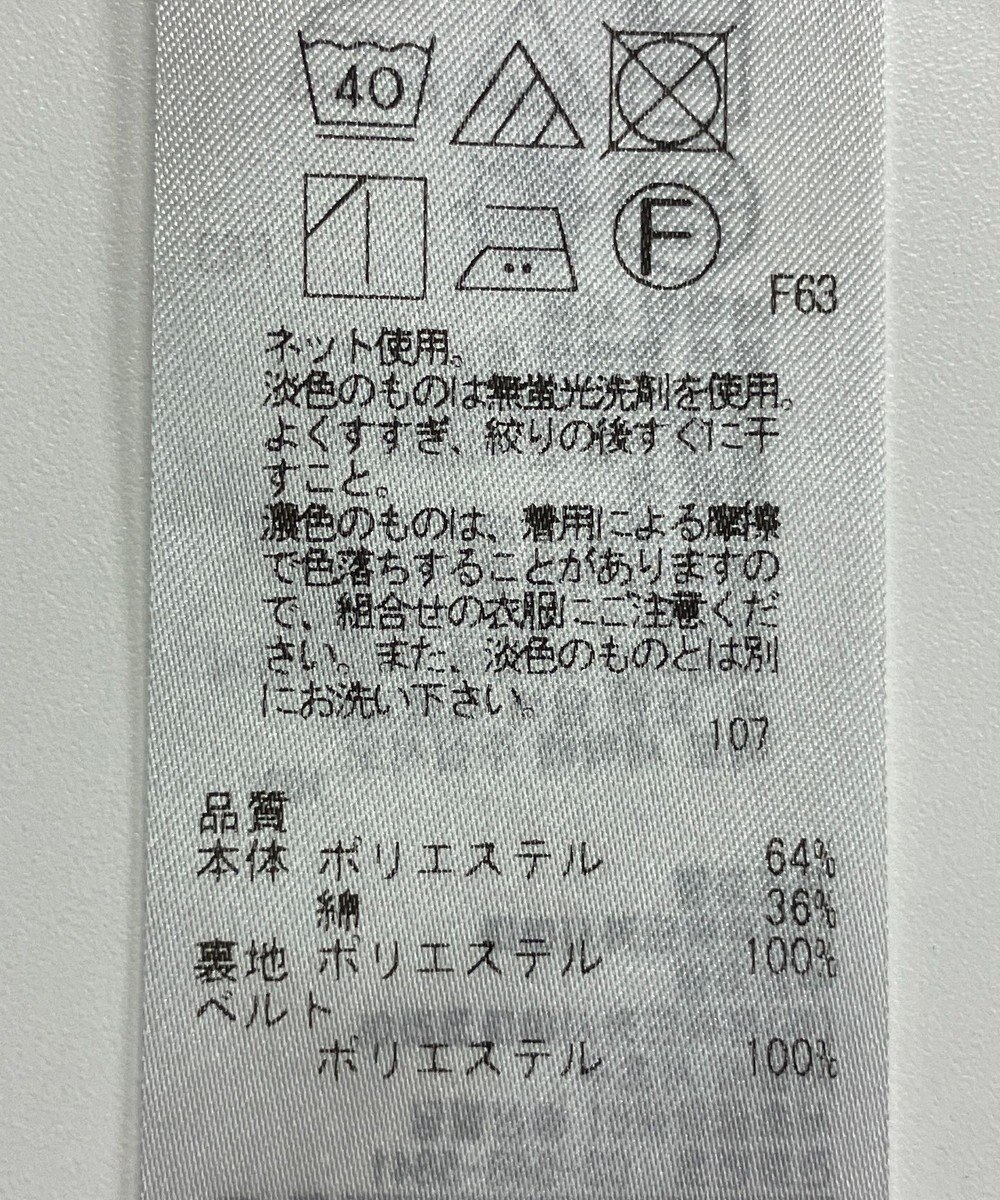 40
F
F63
ネット使用。
淡色のものは無蛍光洗剤を使用。
よくすすぎ、絞りの後すぐに干
すこと。
濃色のものは、着用による摩擦
で色落ちすることがありますの
で、組合せの衣服にご注意くだ
さい。また、淡色のものとは別
にお洗い下さい。
107
品質
本体 ポリエステル 64%
綿 36%
裏地 ポリエステル 100%
ベルト
ポリエステル 100%